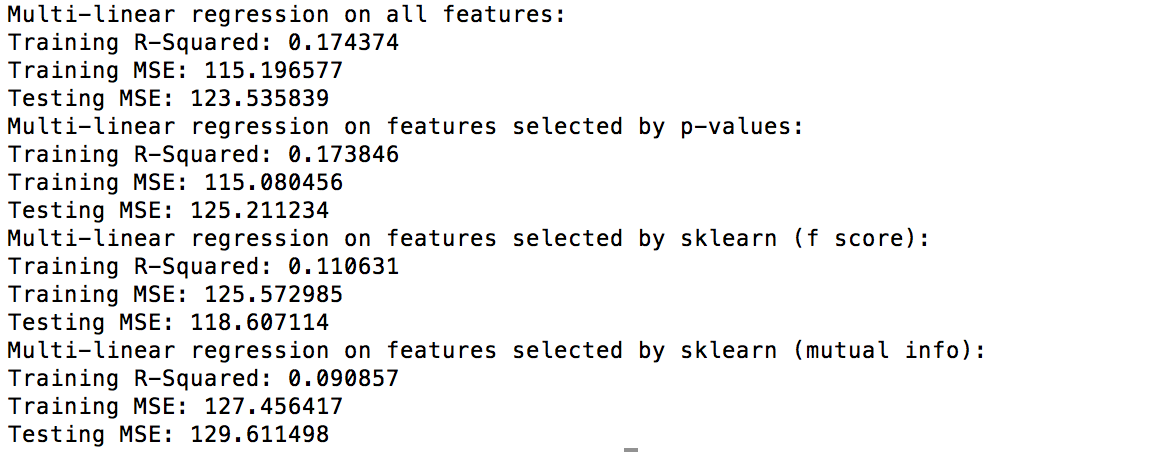 Multi-linear regression on all features:
Training R-Squared: 0.174374
Training MSE: 115.196577
Testing MSE: 123.535839
Multi-linear regression on features selected by p-values:
Training R-Squared: 0.173846
Training MSE: 115.080456
Testing MSE: 125.211234
Multi-linear regression on features selected by sklearn (f score):
Training R-Squared: 0.110631
Training MSE: 125.572985
Testing MSE: 118.607114
Multi-linear regression on features selected by sklearn (mutual info):
Training R-Squared: 0.090857
Training MSE: 127.456417
Testing MSE: 129.611498